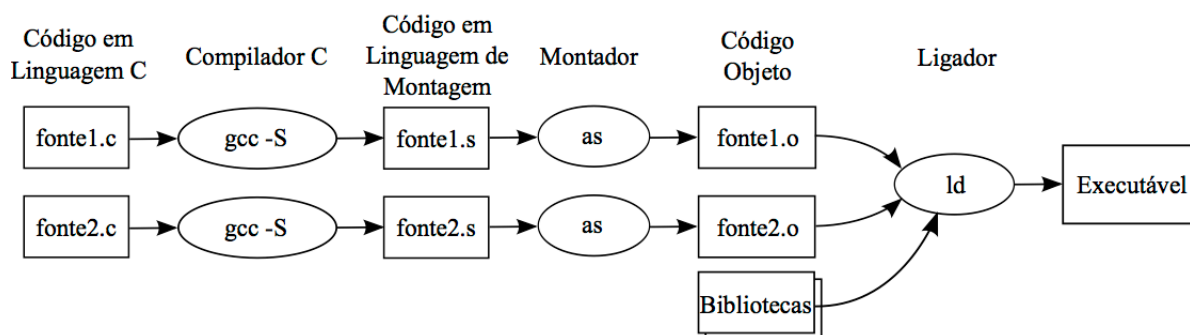 Código em
Linguagem C
Compilador C
Código em
Linguagem de
Montagem
Montador
Código
Objeto
Ligador
fonte1.c
gcc -S
fonte1.s
as
fonte1.o
ld
Executável
fonte2.c
gcc -S
fonte2.s
as
fonte2.o
Bibliotecas